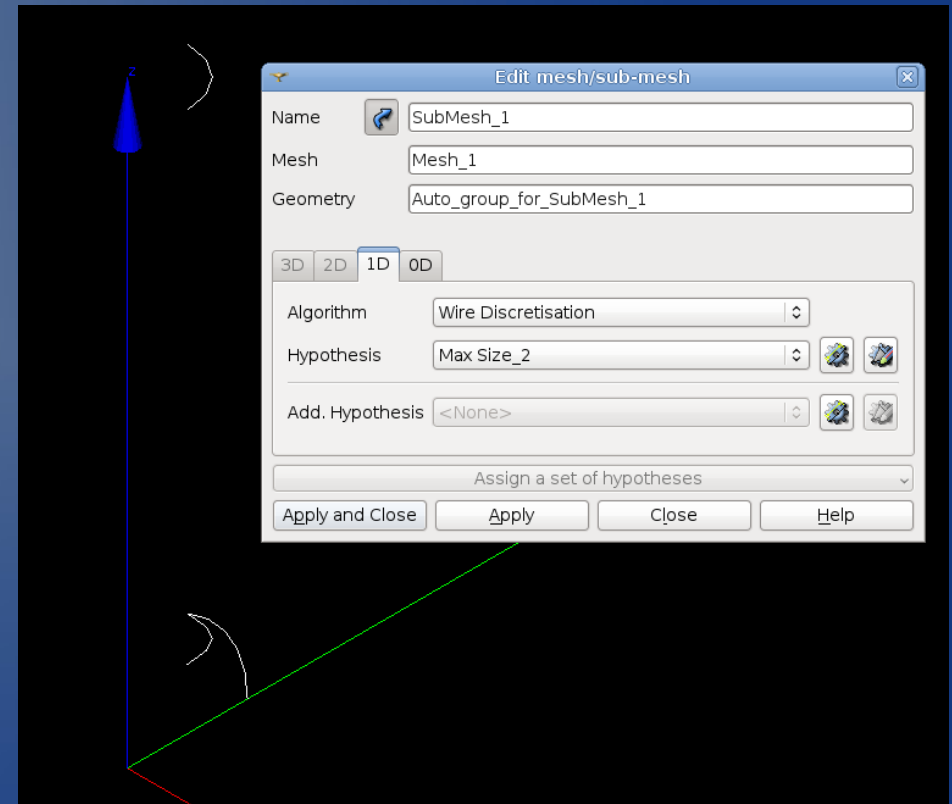 z
Edit mesh/sub-mesh
Name SubMesh_1
Mesh Mesh_1
Geometry Auto_group_for_SubMesh_1
3D 2D 1D 0D
Algorithm Wire Discretisation
Hypothesis Max Size_2
Add. Hypothesis <None>
Assign a set of hypotheses
Apply and Close Apply Close Help